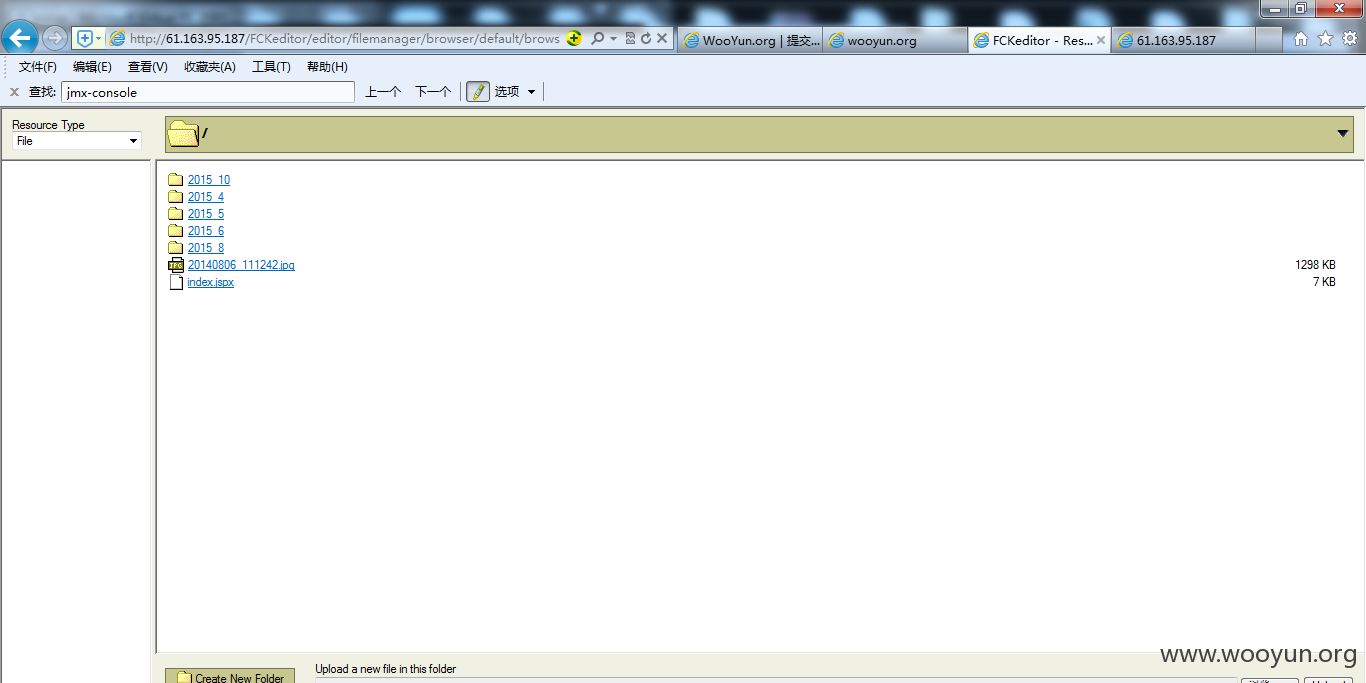 http://61.163.95.187/FCKeditor/editor/filemanager/browser/default/brows
WooYun.org | 提交...
wooyun.org
FCKeditor - Res...
61.163.95.187
文件(F) 编辑(E) 查看(V) 收藏夹(A) 工具(T) 帮助(H)
查找: jmx-console 上一个 下一个 选项
Resource Type
File
/
2015_10
2015_4
2015_5
2015_6
2015_8
20140806_111242.jpg 1298 KB
index.jspx 7 KB
Create New Folder
Upload a new file in this folder
www.wooyun.org